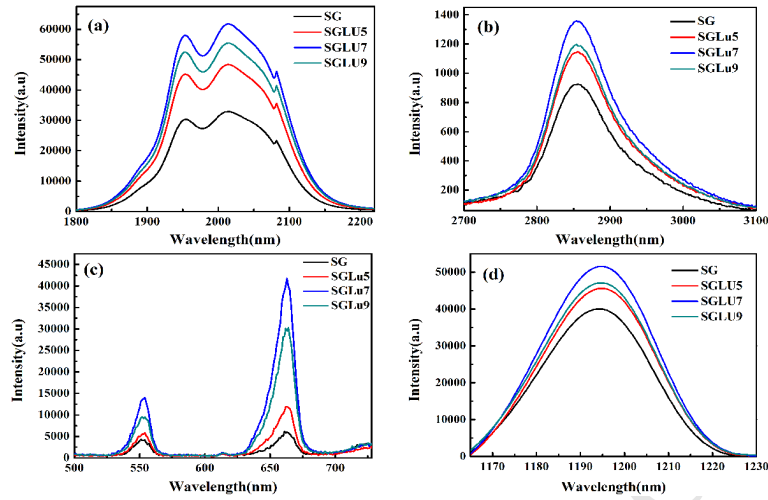 (a)
SG
SGLU5
SGLU7
SGLU9
Intensity(a.u)
70000
60000
50000
40000
30000
20000
10000
0
1800 1900 2000 2100 2200
Wavelength(nm)
(b)
SG
SGLu5
SGLu7
SGLu9
Intensity(a.u)
1400
1200
1000
800
600
400
200
2700 2800 2900 3000 3100
Wavelength(nm)
(c)
SG
SGLu5
SGLu7
SGLu9
Intensity(a.u)
45000
40000
35000
30000
25000
20000
15000
10000
5000
0
500 550 600 650 700
Wavelength(nm)
(d)
SG
SGLU5
SGLU7
SGLU9
Intensity(a.u)
50000
40000
30000
20000
10000
0
1170 1180 1190 1200 1210 1220 1230
Wavelength(nm)